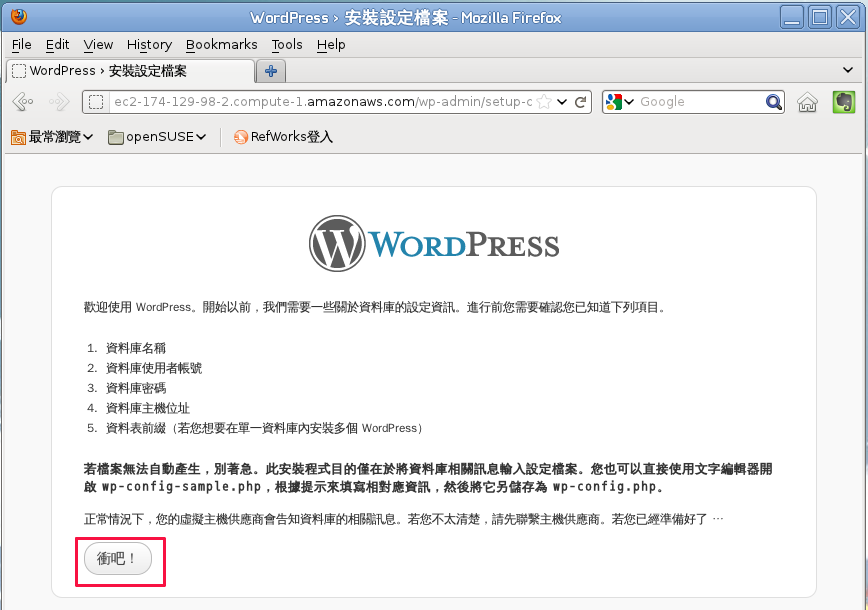 WordPress › 安裝設定檔案 - Mozilla Firefox
File Edit View History Bookmarks Tools Help
WordPress › 安裝設定檔案
ec2-174-129-98-2.compute-1.amazonaws.com/wp-admin/setup-c
Google
最常瀏覽 openSUSE RefWorks登入
WORDPRESS
歡迎使用 WordPress。開始以前，我們需要一些關於資料庫的設定資訊。進行前您需要確認您已知道下列項目。
1. 資料庫名稱
2. 資料庫使用者帳號
3. 資料庫密碼
4. 資料庫主機位址
5. 資料表前綴（若您想要在單一資料庫內安裝多個 WordPress）
若檔案無法自動產生，別著急。此安裝程式目的僅在於將資料庫相關訊息輸入設定檔案。您也可以直接使用文字編輯器開
啟 wp-config-sample.php，根據提示來填寫相對應資訊，然後將它另儲存為 wp-config.php。
正常情況下，您的虛擬主機供應商會告知資料庫的相關訊息。若您不太清楚，請先聯繫主機供應商。若您已經準備好了 …
衝吧！